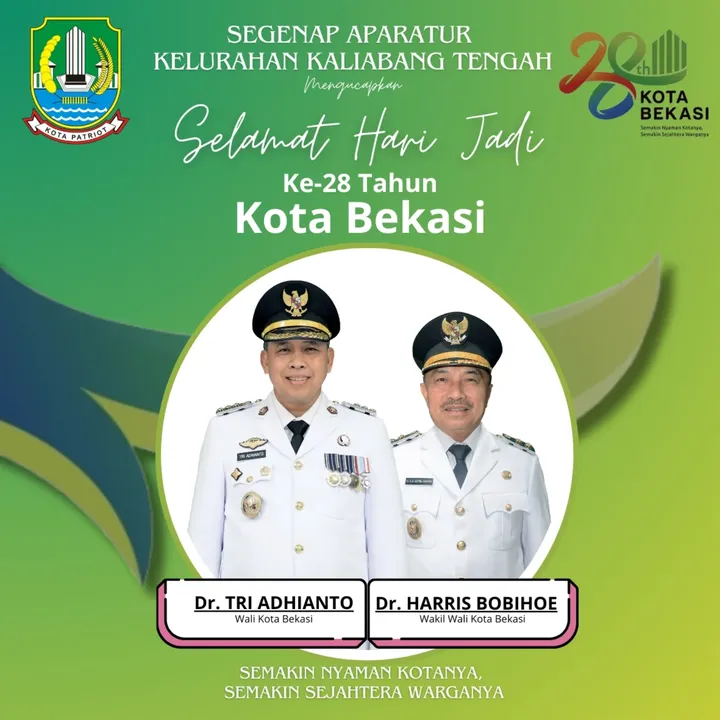 SEGENAP APARATUR
KELURAHAN KALIABANG TENGAH
Mengucapkan
Selamat Hari Jadi
Ke-28 Tahun
Kota Bekasi
KOTA PATRIOT
28th
KOTA
BEKASI
Semakin Nyaman Kotanya,
Semakin Sejahtera Warganya
TRI ADHIANTO
Dr. TRI ADHIANTO
Wali Kota Bekasi
Dr. HARRIS BOBIHOE
Wakil Wali Kota Bekasi
SEMAKIN NYAMAN KOTANYA,
SEMAKIN SEJAHTERA WARGANYA